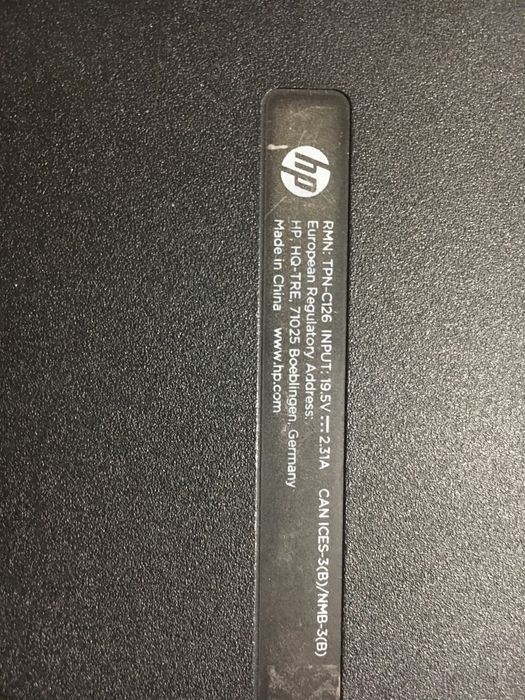 hp
RMN: TPN-C126 INPUT: 19.5V ⎓ 2.31A CAN ICES-3(B)/NMB-3(B)
European Regulatory Address:
HP, HQ-TRE, 71025 Boeblingen, Germany
Made in China www.hp.com